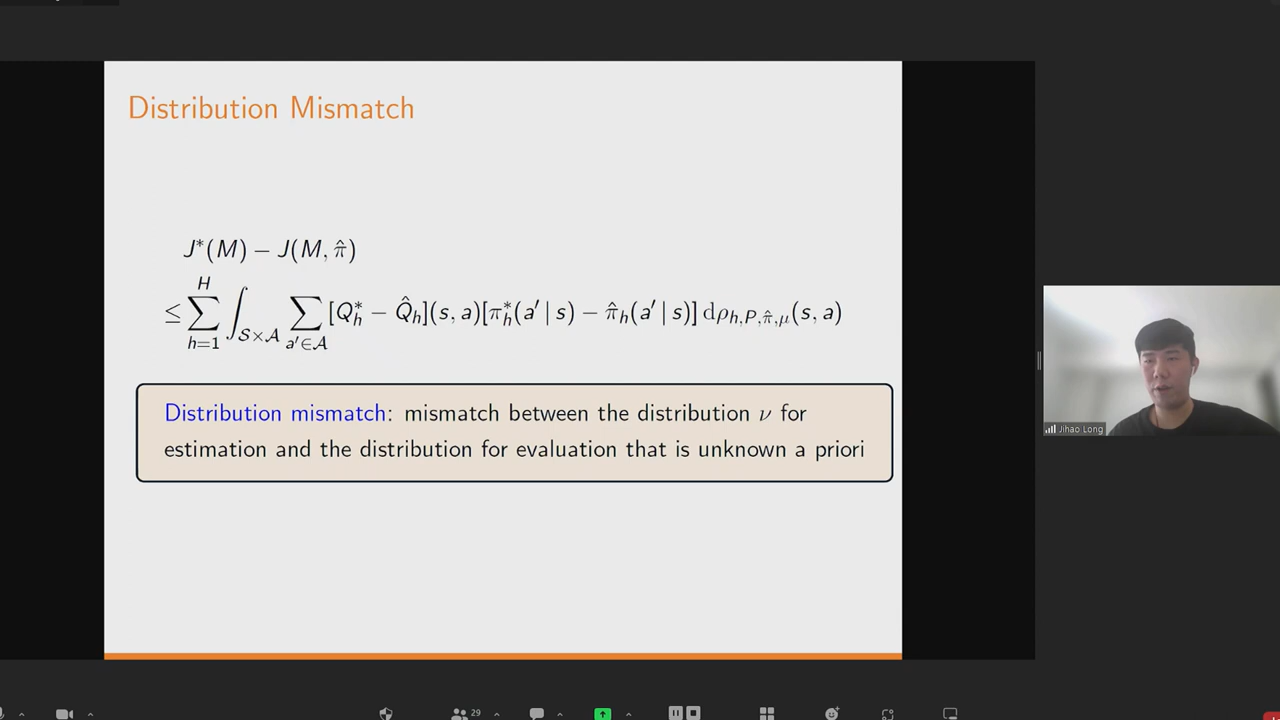 Distribution Mismatch
J*(M) − J(M, π̂)
≤ ∑_{h=1}^{H} ∫_{S×A} ∑_{a′∈A} [Q*_h − Q̂_h](s, a)[π*_h(a′ | s) − π̂_h(a′ | s)] dρ_{h,P,π̂,μ}(s, a)
Distribution mismatch: mismatch between the distribution ν for
estimation and the distribution for evaluation that is unknown a priori
Jihao Long
29